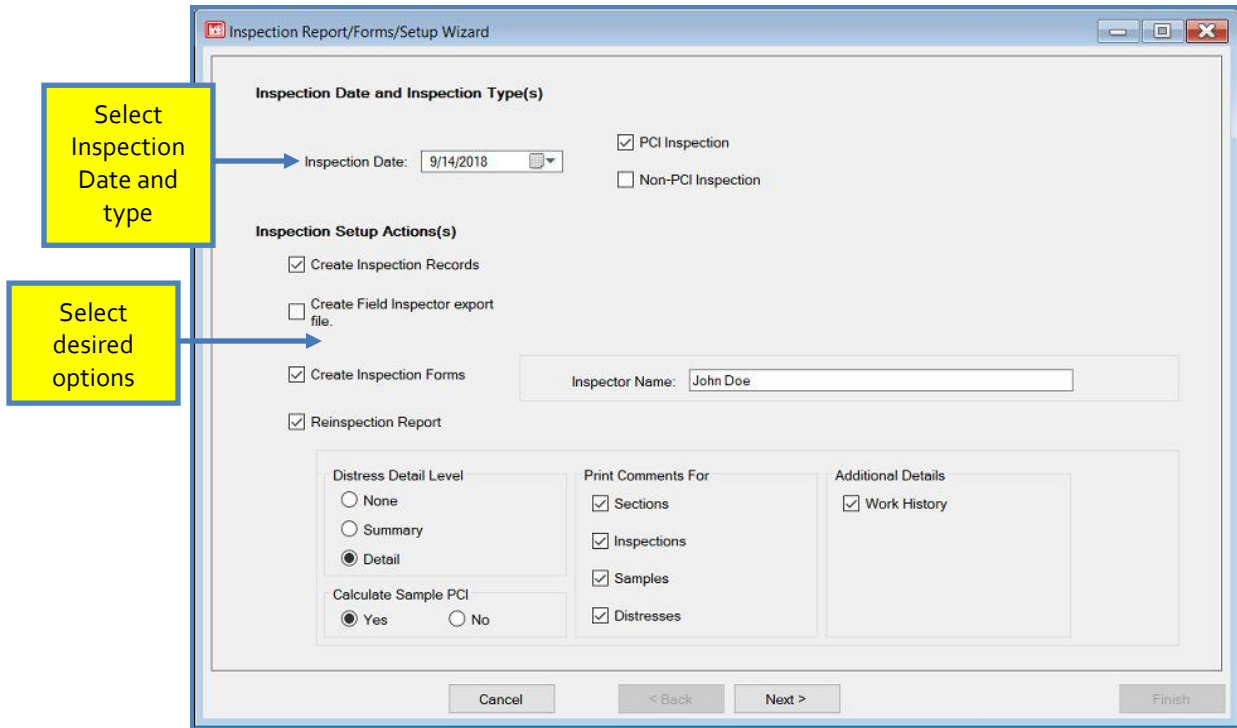 Inspection Report/Forms/Setup Wizard
Select
Inspection
Date and
type
Inspection Date and Inspection Type(s)
Inspection Date: 9/14/2018
PCI Inspection
Non-PCI Inspection
Inspection Setup Actions(s)
Create Inspection Records
Select
desired
options
Create Field Inspector export
file.
Create Inspection Forms
Inspector Name: John Doe
Reinspection Report
Distress Detail Level
None
Summary
Detail
Calculate Sample PCI
Yes No
Print Comments For
Sections
Inspections
Samples
Distresses
Additional Details
Work History
Cancel < Back Next > Finish